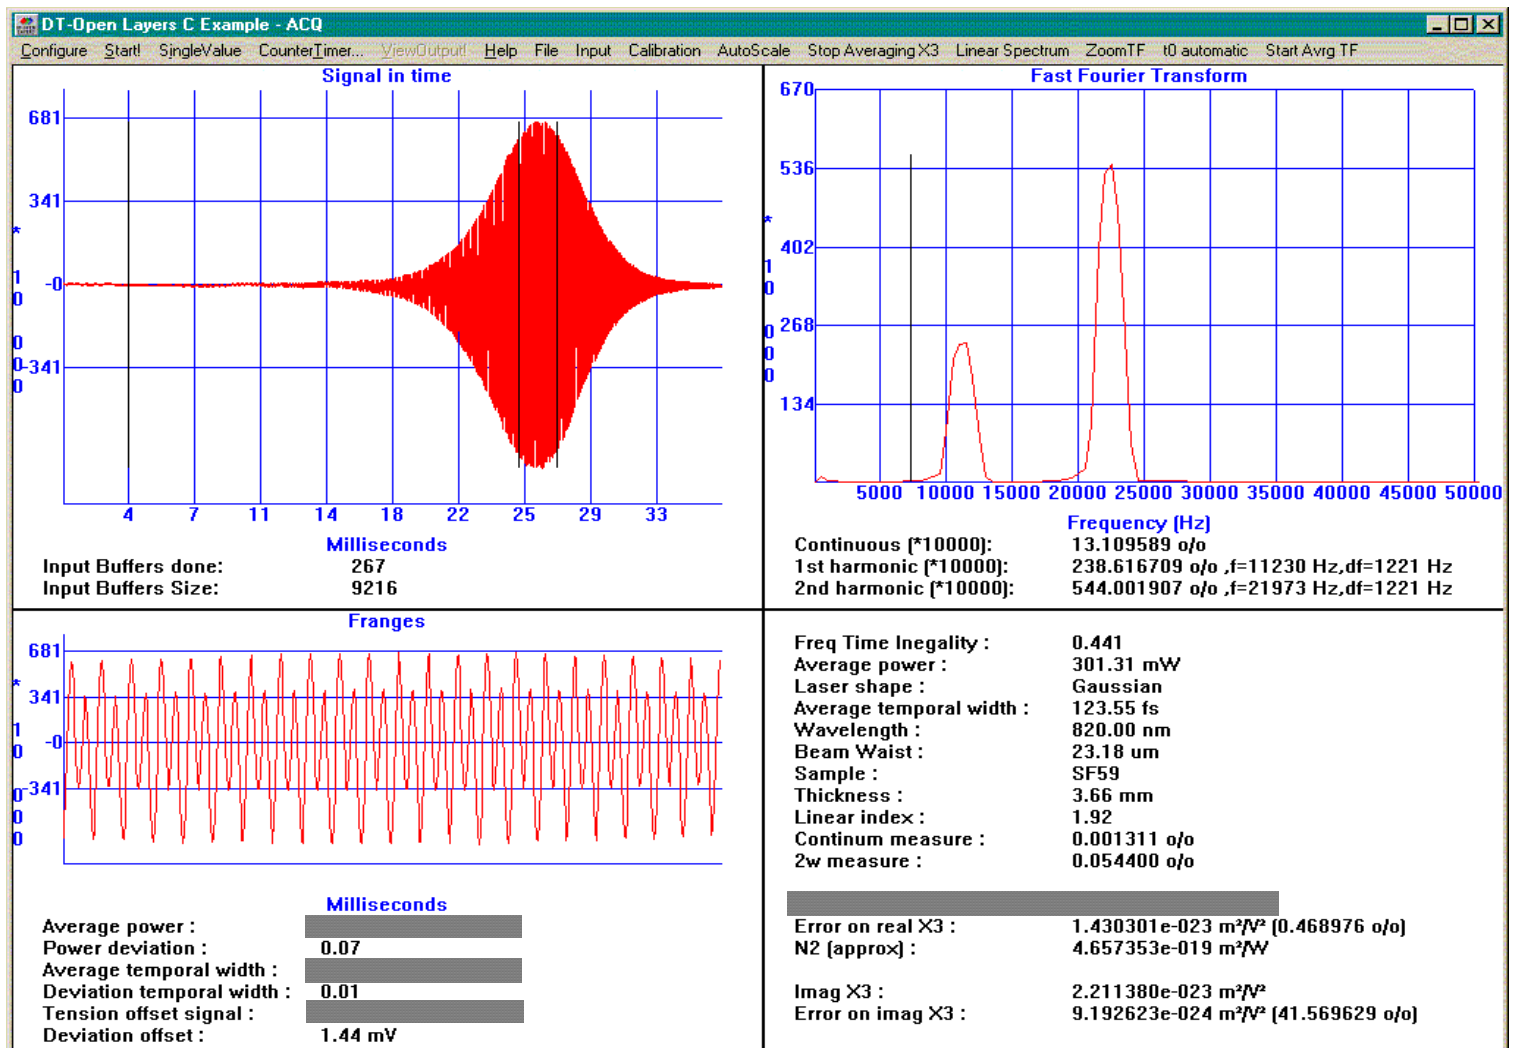 DT-Open Layers C Example - ACQ
Configure Start! SingleValue CounterTimer... ViewOutput! Help File Input Calibration AutoScale Stop Averaging X3 Linear Spectrum ZoomTF t0 automatic Start Avrg TF
Signal in time
681
341
-0
-341
* 10 000
4 7 11 14 18 22 25 29 33
Milliseconds
Input Buffers done: 267
Input Buffers Size: 9216
Fast Fourier Transform
670
536
402
268
134
* 10 000
5000 10000 15000 20000 25000 30000 35000 40000 45000 50000
Frequency (Hz)
Continuous (*10000): 13.109589 o/o
1st harmonic (*10000): 238.616709 o/o ,f=11230 Hz,df=1221 Hz
2nd harmonic (*10000): 544.001907 o/o ,f=21973 Hz,df=1221 Hz
Franges
681
341
-0
-341
* 10 000
Milliseconds
Average power :
Power deviation : 0.07
Average temporal width :
Deviation temporal width : 0.01
Tension offset signal :
Deviation offset : 1.44 mV
Freq Time Inegality : 0.441
Average power : 301.31 mW
Laser shape : Gaussian
Average temporal width : 123.55 fs
Wavelength : 820.00 nm
Beam Waist : 23.18 um
Sample : SF59
Thickness : 3.66 mm
Linear index : 1.92
Continum measure : 0.001311 o/o
2w measure : 0.054400 o/o
Error on real X3 : 1.430301e-023 m²/V² (0.468976 o/o)
N2 (approx) : 4.657353e-019 m²/W
Imag X3 : 2.211380e-023 m²/V²
Error on imag X3 : 9.192623e-024 m²/V² (41.569629 o/o)